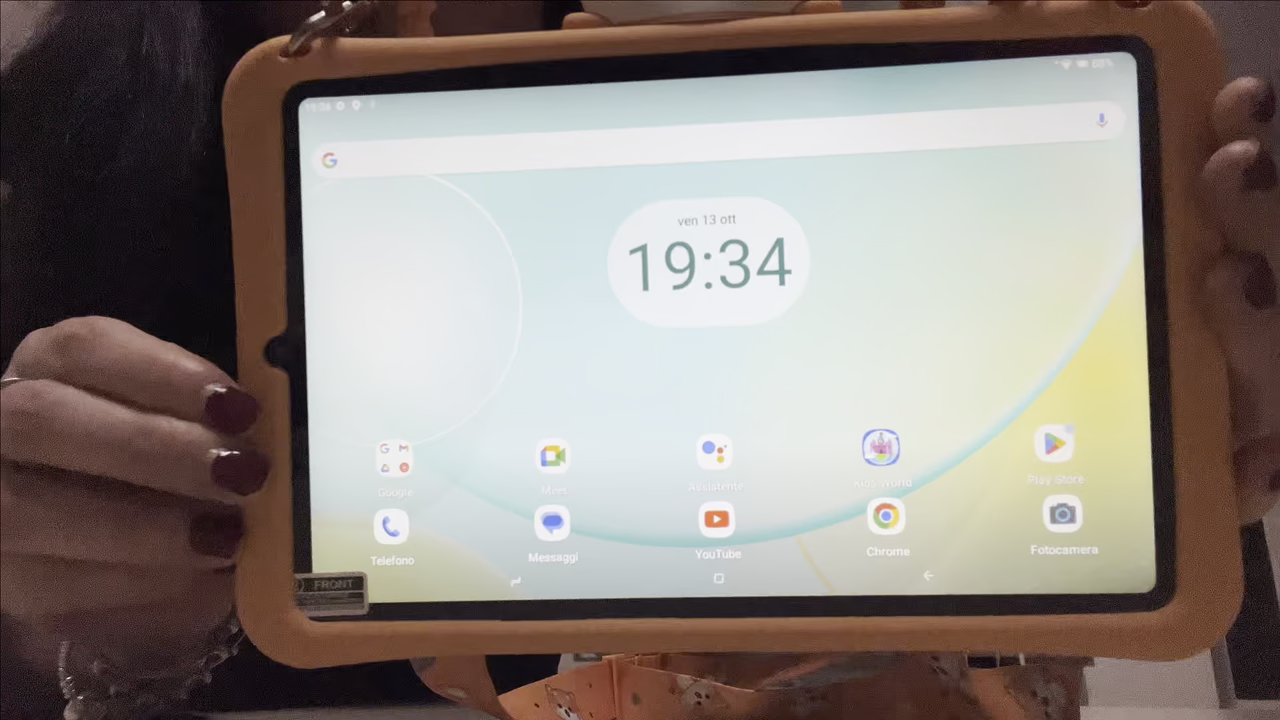 ven 13 ott
19:34
Google
Meet
Assistente
Kids World
Play Store
Telefono
Messaggi
YouTube
Chrome
Fotocamera
FRONT